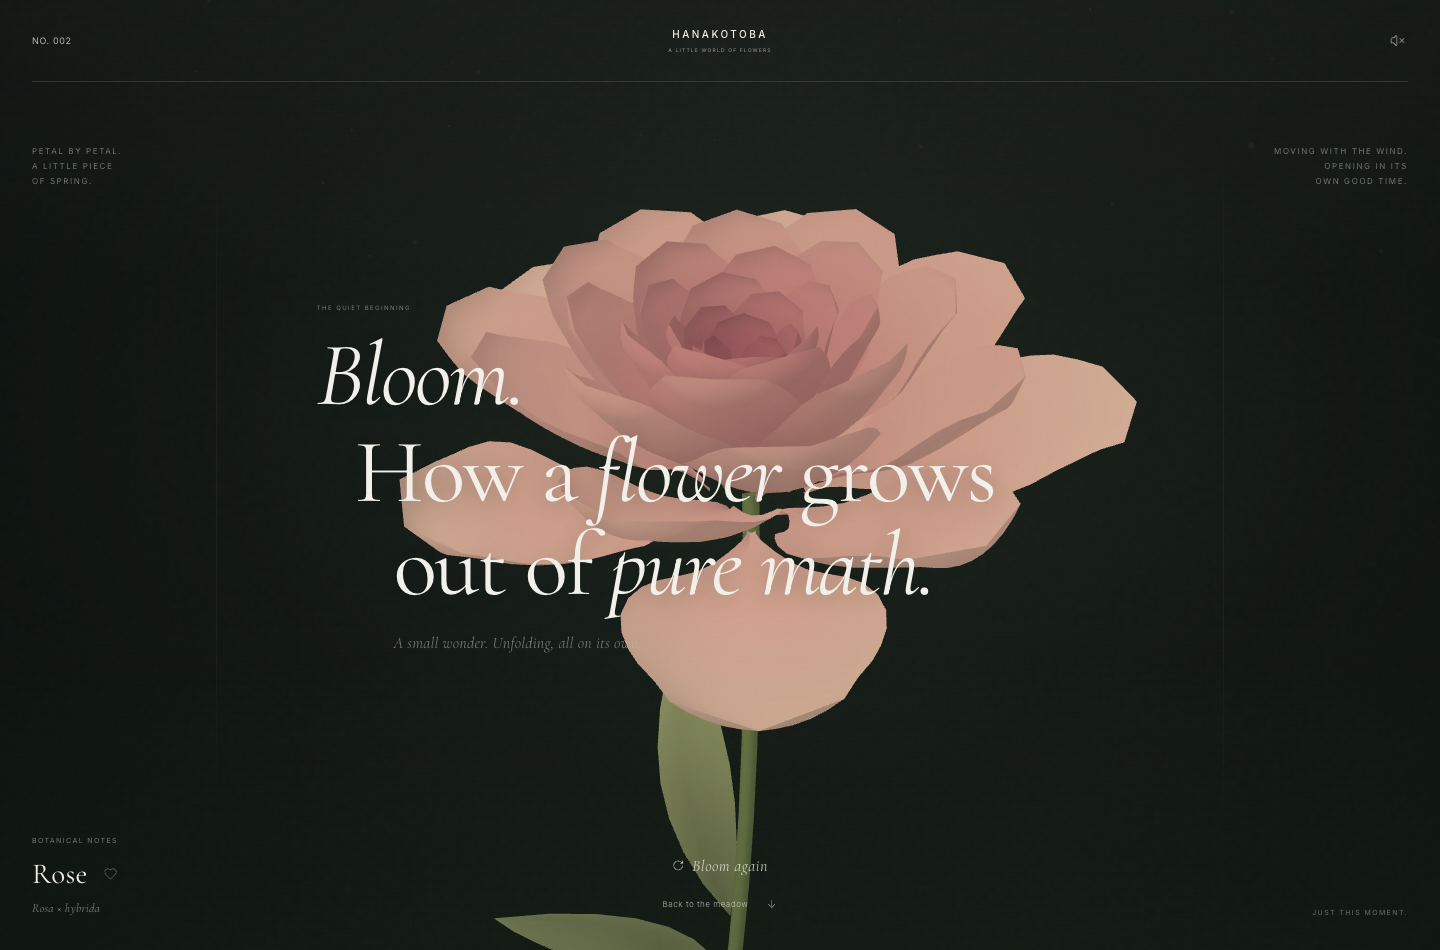 NO. 002
HANAKOTOBA
A LITTLE WORLD OF FLOWERS
PETAL BY PETAL.
A LITTLE PIECE
OF SPRING.
MOVING WITH THE WIND.
OPENING IN ITS
OWN GOOD TIME.
THE QUIET BEGINNING
Bloom.
How a flower grows
out of pure math.
A small wonder. Unfolding, all on its own.
BOTANICAL NOTES
Rose
Rosa × hybrida
Bloom again
Back to the meadow ↓
JUST THIS MOMENT.